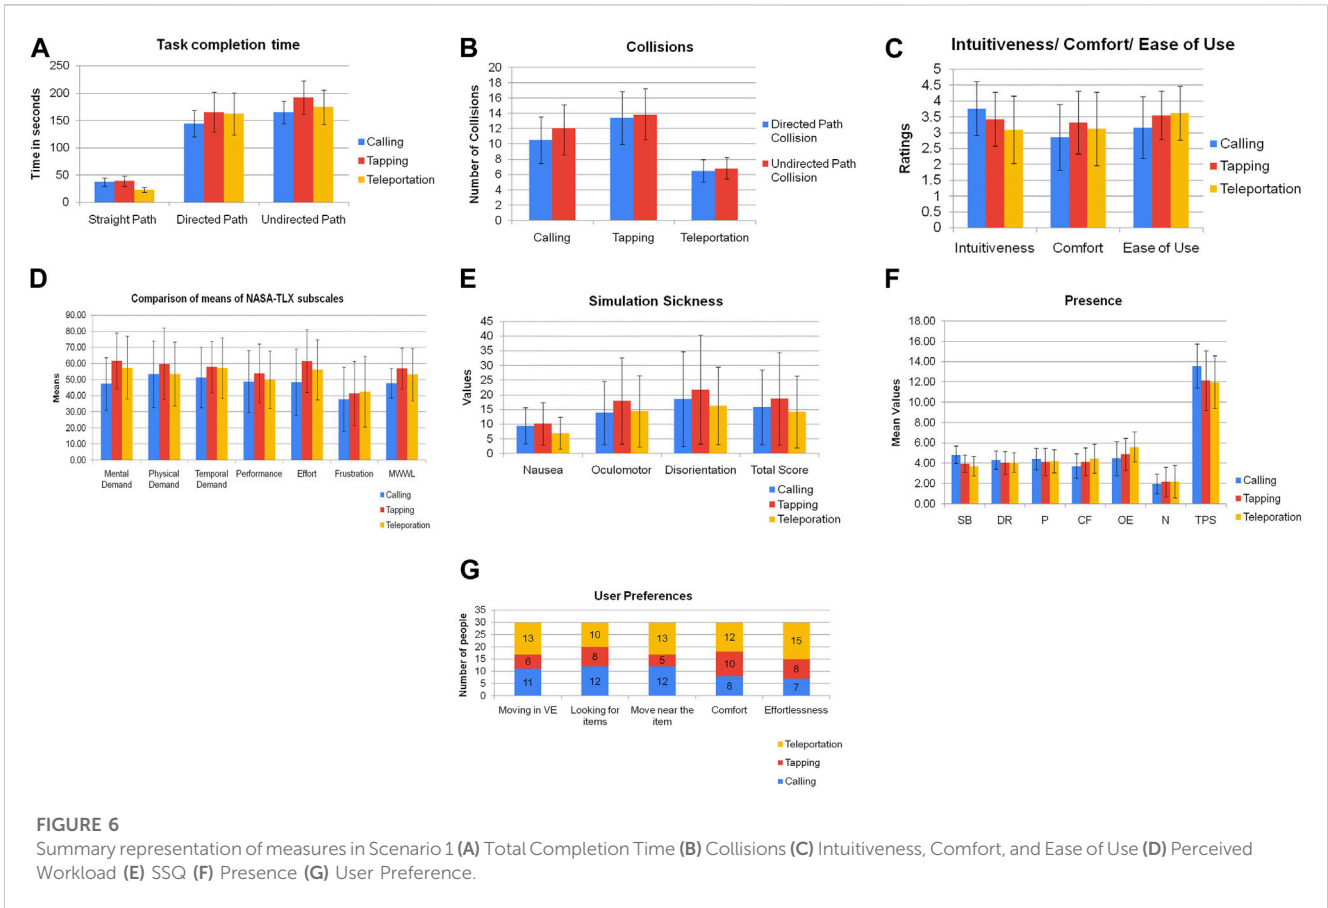 A
Task completion time
Time in seconds
250
200
150
100
50
0
Straight Path
Directed Path
Undirected Path
Calling
Tapping
Teleportation
B
Collisions
Number of Collisions
20
18
16
14
12
10
8
6
4
2
0
Calling
Tapping
Teleportation
Directed Path
Collision
Undirected Path
Collision
C
Intuitiveness/ Comfort/ Ease of Use
Ratings
5
4.5
4
3.5
3
2.5
2
1.5
1
0.5
0
Intuitiveness
Comfort
Ease of Use
Calling
Tapping
Teleportation
D
Comparison of means of NASA-TLX subscales
Means
90.00
80.00
70.00
60.00
50.00
40.00
30.00
20.00
10.00
0.00
Mental
Demand
Physical
Demand
Temporal
Demand
Performance
Effort
Frustration
MWWL
Calling
Tapping
Teleportation
E
Simulation Sickness
Values
45
40
35
30
25
20
15
10
5
0
Nausea
Oculomotor
Disorientation
Total Score
Calling
Tapping
Teleporation
F
Presence
Mean Values
18.00
16.00
14.00
12.00
10.00
8.00
6.00
4.00
2.00
0.00
SB
DR
P
CF
OE
N
TPS
Calling
Tapping
Teleporation
G
User Preferences
Number of people
35
30
25
20
15
10
5
0
13
6
11
10
8
12
13
5
12
12
10
8
15
8
7
Moving in VE
Looking for
items
Move near the
item
Comfort
Effortlessness
Teleportation
Tapping
Calling
FIGURE 6
Summary representation of measures in Scenario 1 (A) Total Completion Time (B) Collisions (C) Intuitiveness, Comfort, and Ease of Use (D) Perceived
Workload (E) SSQ (F) Presence (G) User Preference.